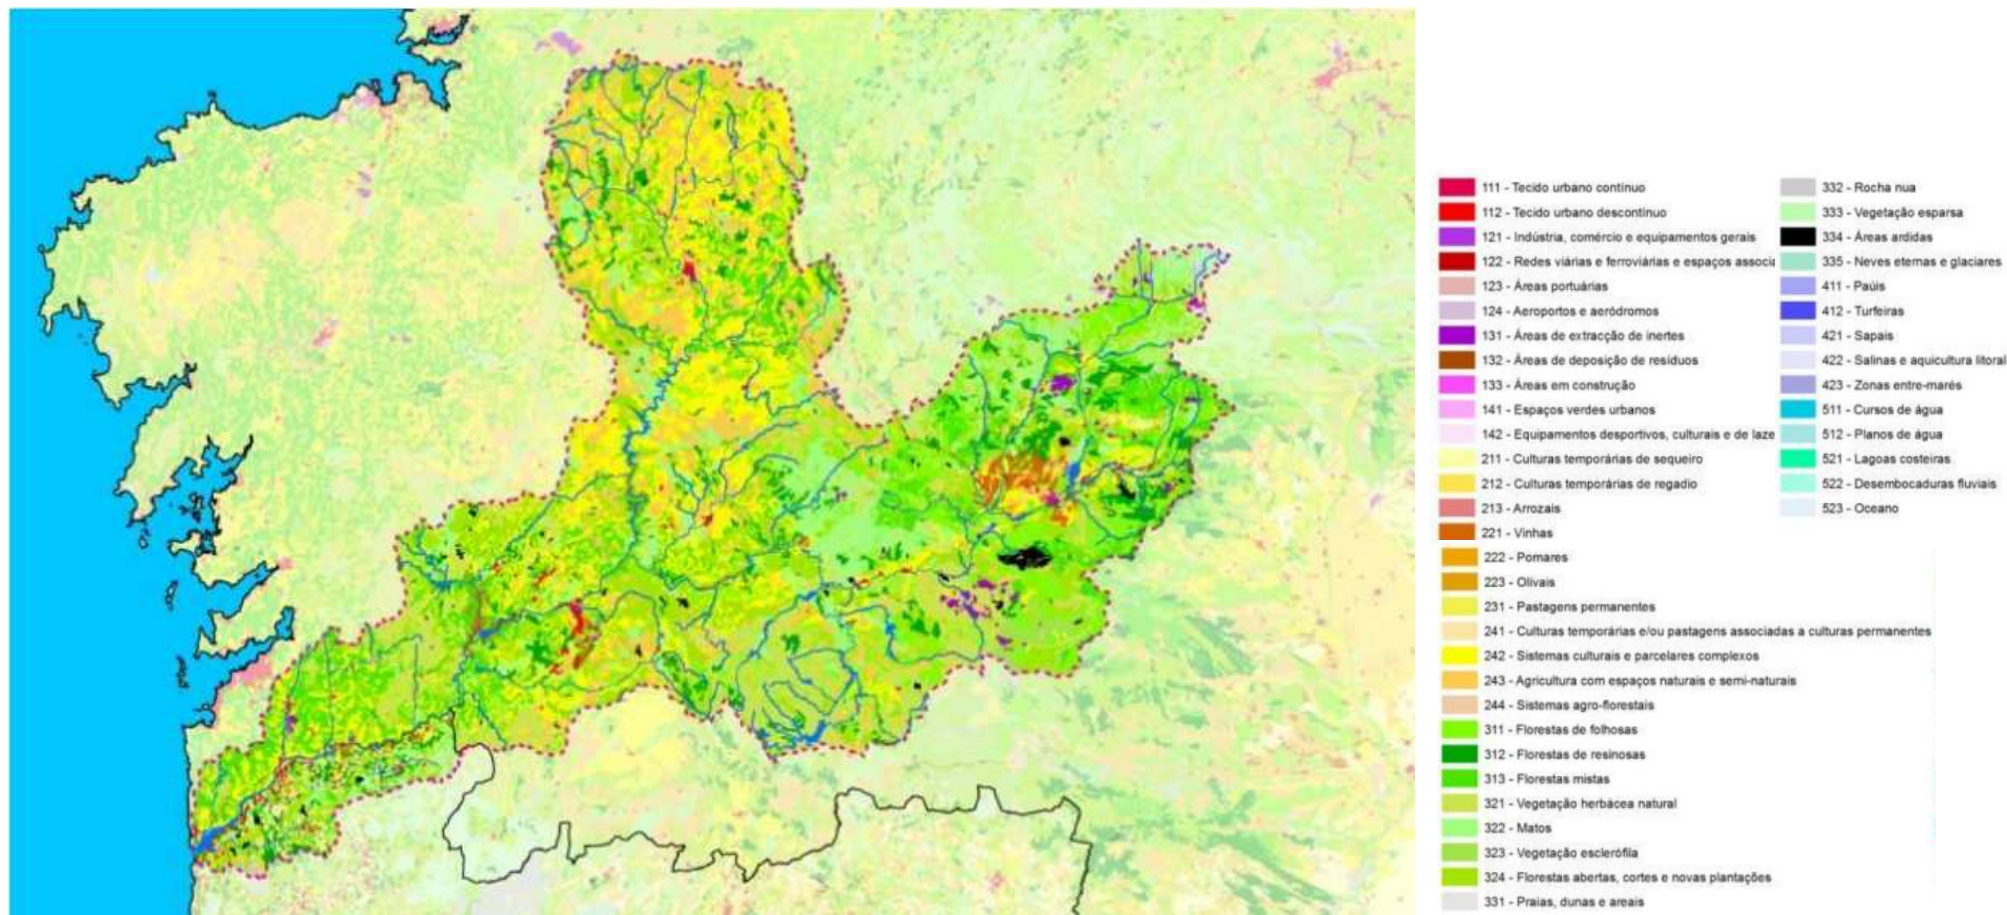 111 - Tecido urbano contínuo
112 - Tecido urbano descontínuo
121 - Indústria, comércio e equipamentos gerais
122 - Redes viárias e ferroviárias e espaços associa
123 - Áreas portuárias
124 - Aeroportos e aeródromos
131 - Áreas de extracção de inertes
132 - Áreas de deposição de resíduos
133 - Áreas em construção
141 - Espaços verdes urbanos
142 - Equipamentos desportivos, culturais e de laze
211 - Culturas temporárias de sequeiro
212 - Culturas temporárias de regadio
213 - Arrozais
221 - Vinhas
222 - Pomares
223 - Olivais
231 - Pastagens permanentes
241 - Culturas temporárias e/ou pastagens associadas a culturas permanentes
242 - Sistemas culturais e parcelares complexos
243 - Agricultura com espaços naturais e semi-naturais
244 - Sistemas agro-florestais
311 - Florestas de folhosas
312 - Florestas de resinosas
313 - Florestas mistas
321 - Vegetação herbácea natural
322 - Matos
323 - Vegetação esclerófila
324 - Florestas abertas, cortes e novas plantações
331 - Praias, dunas e areais
332 - Rocha nua
333 - Vegetação esparsa
334 - Áreas ardidas
335 - Neves eternas e glaciares
411 - Paúis
412 - Turfeiras
421 - Sapais
422 - Salinas e aquicultura litoral
423 - Zonas entre-marés
511 - Cursos de água
512 - Planos de água
521 - Lagoas costeiras
522 - Desembocaduras fluviais
523 - Oceano